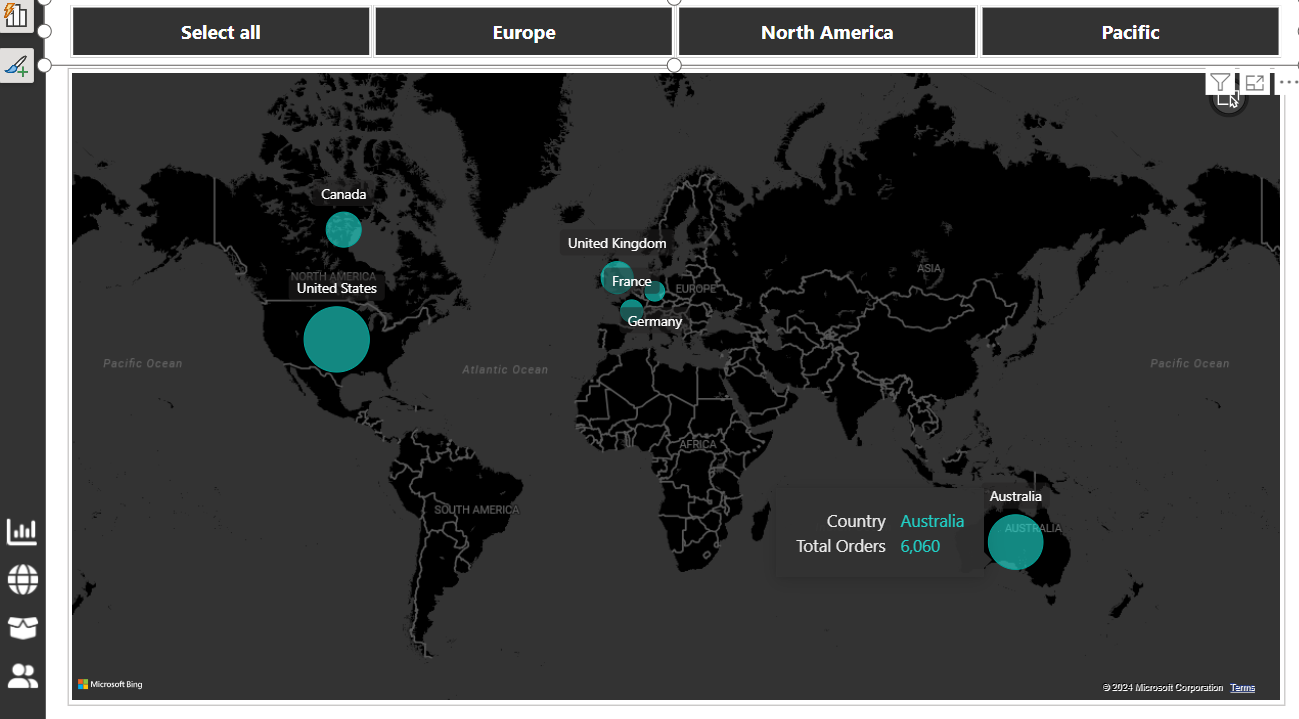 Select all
Europe
North America
Pacific
Canada
United Kingdom
NORTH AMERICA
ASIA
United States
France
EUROPE
Germany
Pacific Ocean
Atlantic Ocean
Pacific Ocean
AFRICA
SOUTH AMERICA
Australia
Country Australia
AUSTRALIA
Total Orders 6,060
Microsoft Bing
© 2024 Microsoft Corporation Terms